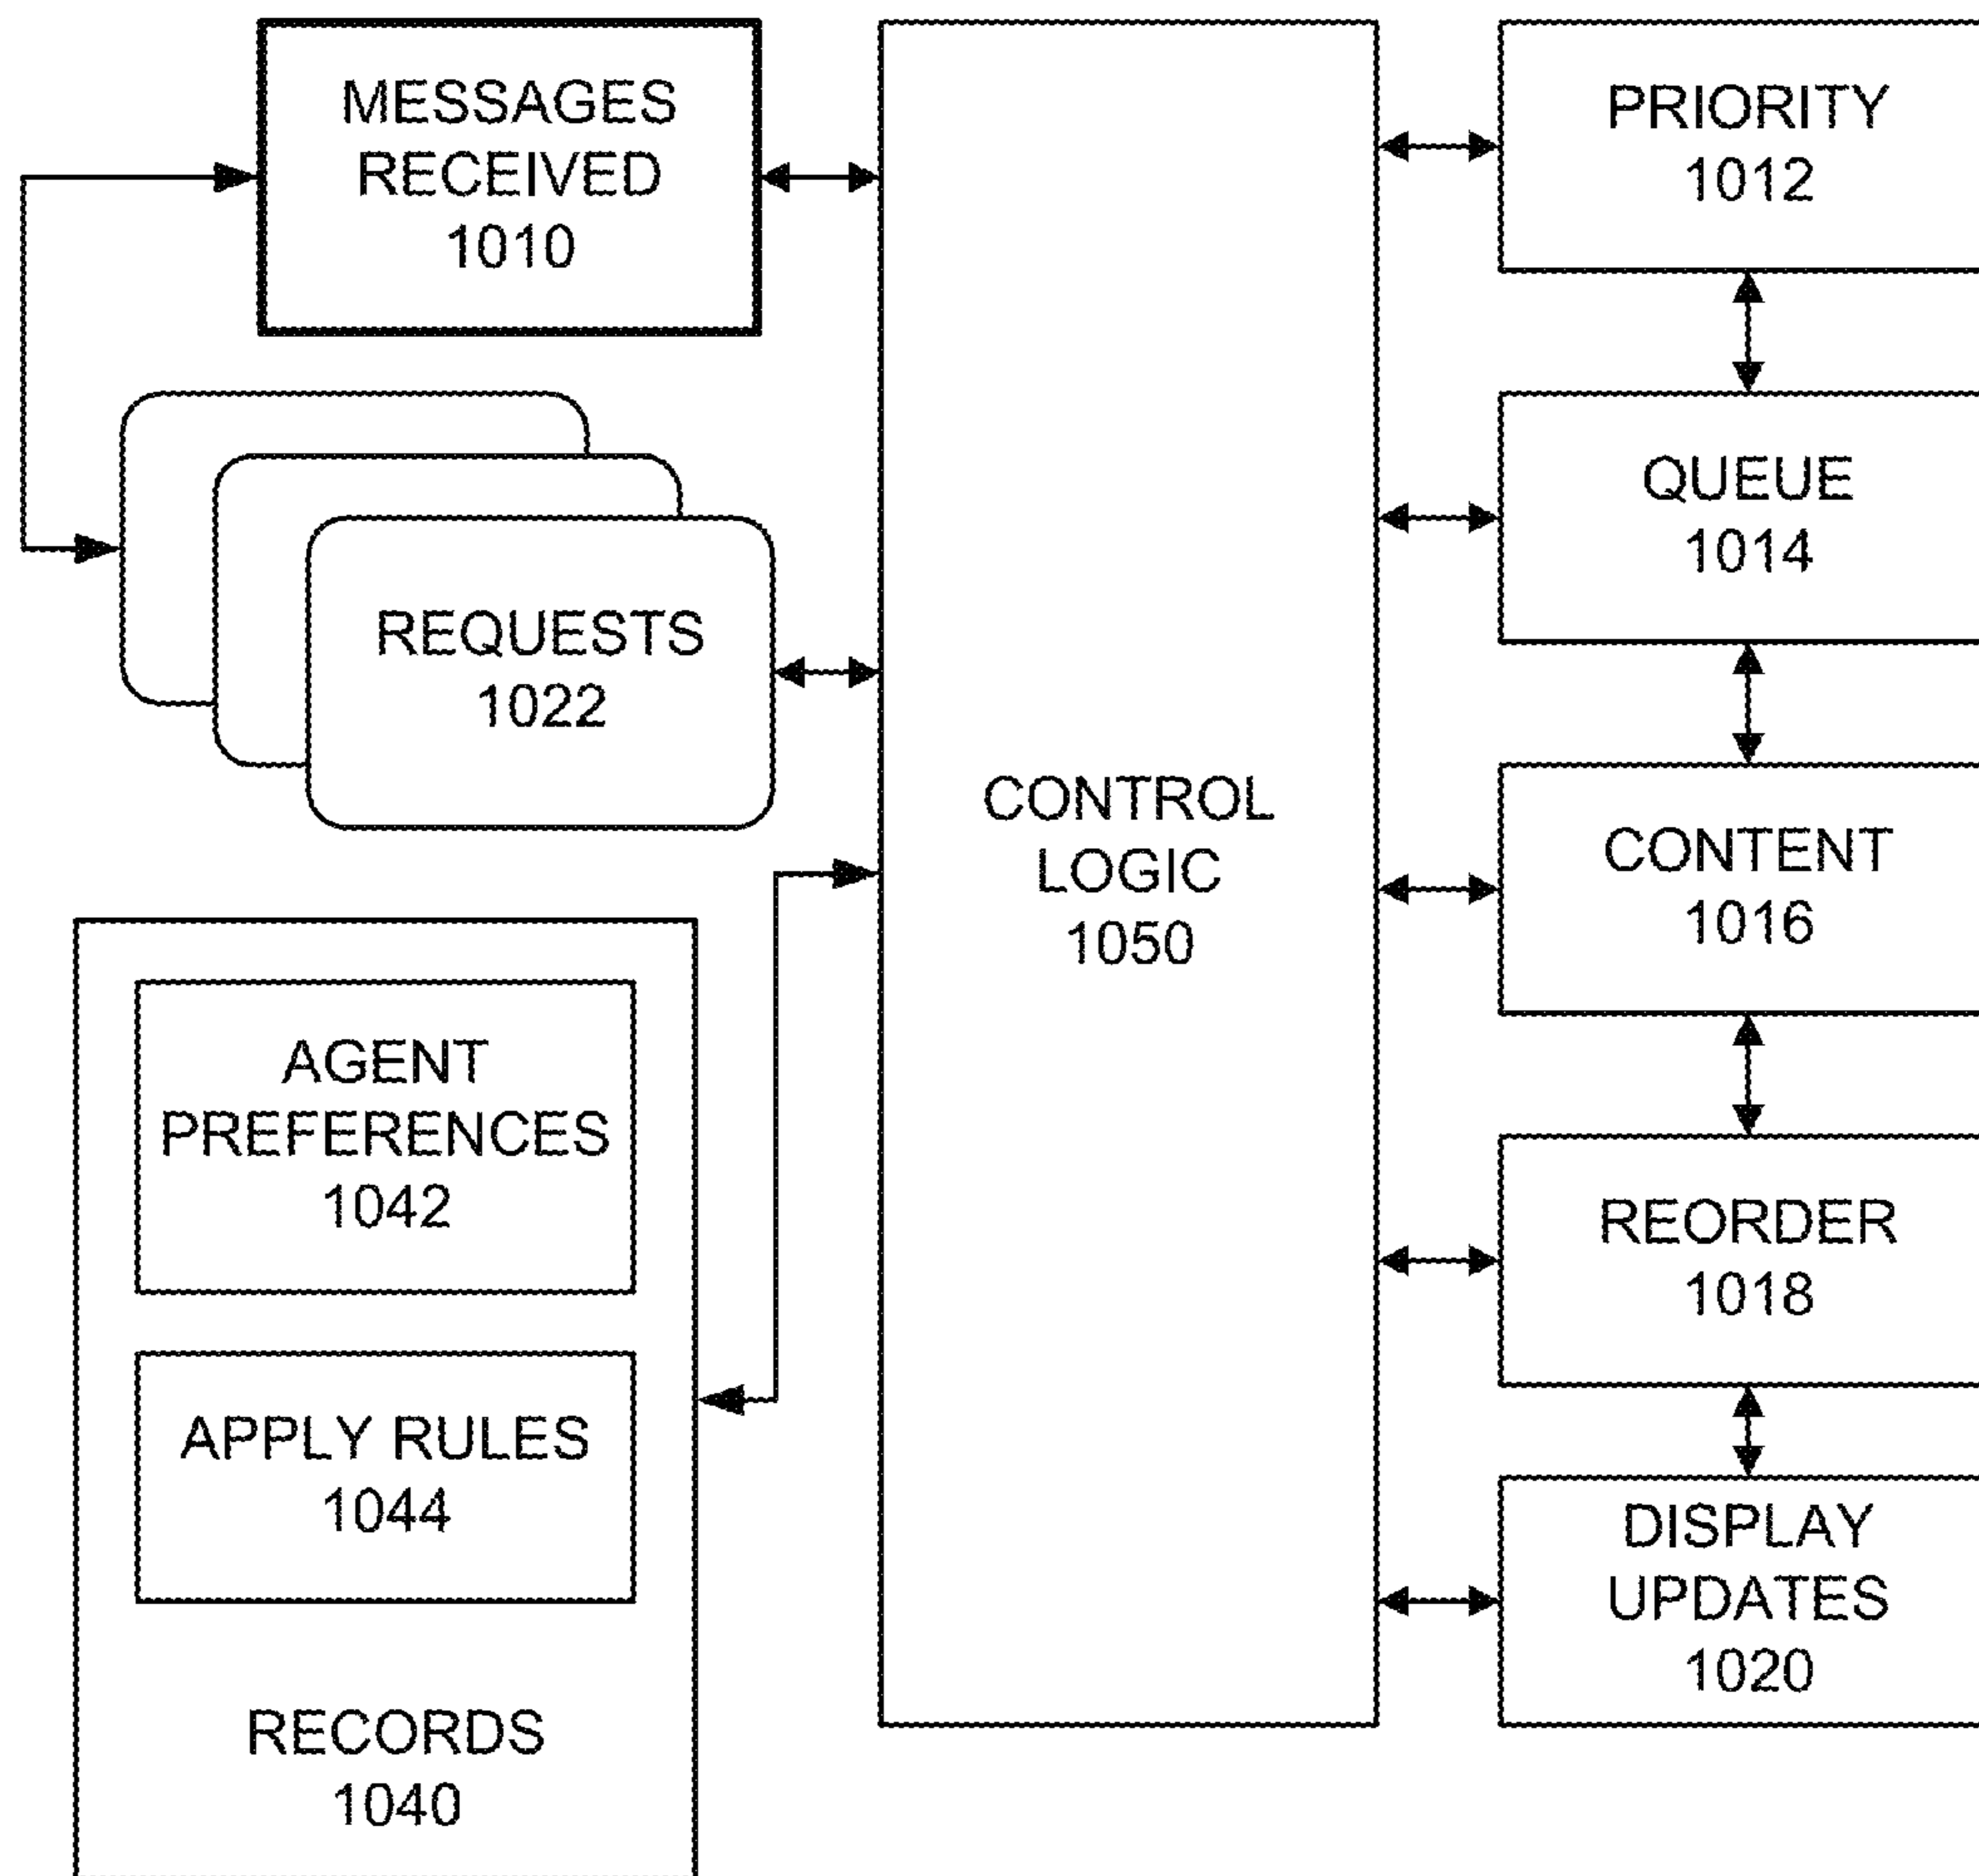 MESSAGES
RECEIVED
1010
REQUESTS
1022
AGENT
PREFERENCES
1042
APPLY RULES
1044
RECORDS
1040
CONTROL
LOGIC
1050
PRIORITY
1012
QUEUE
1014
CONTENT
1016
REORDER
1018
DISPLAY
UPDATES
1020